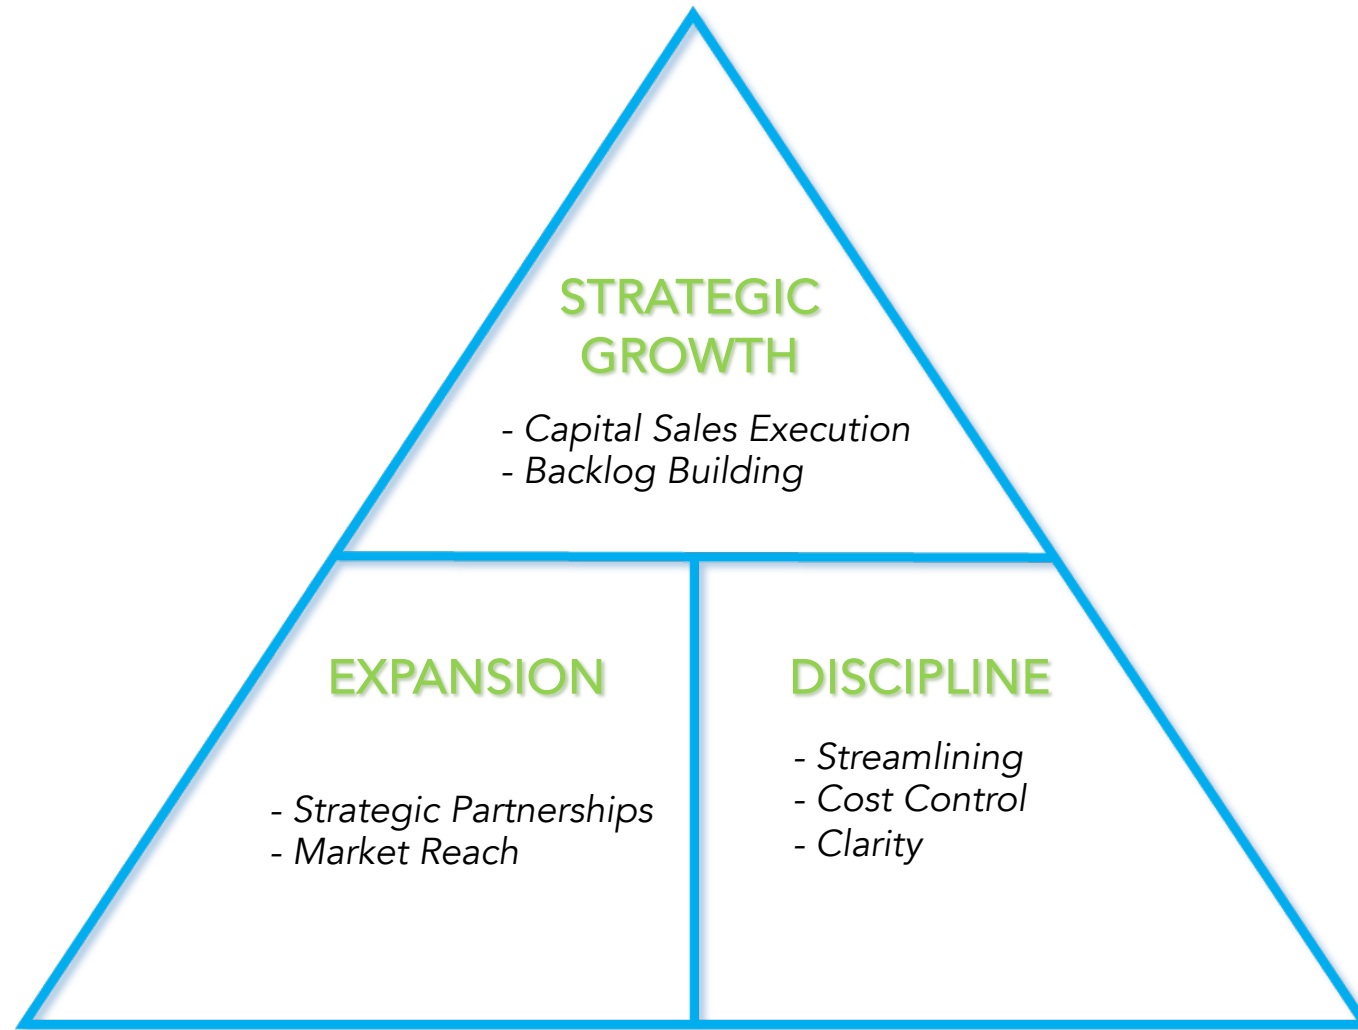 STRATEGIC
GROWTH
- Capital Sales Execution
- Backlog Building
EXPANSION
- Strategic Partnerships
- Market Reach
DISCIPLINE
- Streamlining
- Cost Control
- Clarity